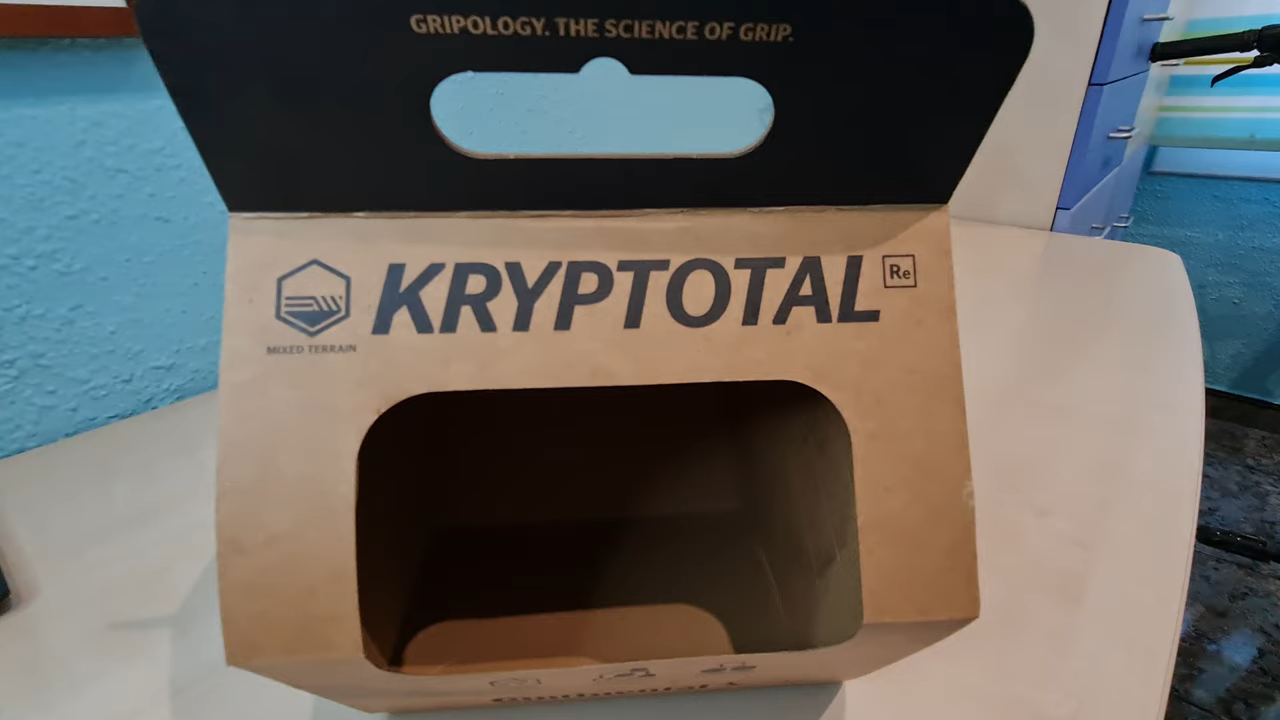 GRIPOLOGY. THE SCIENCE OF GRIP.
KRYPTOTAL Re
MIXED TERRAIN